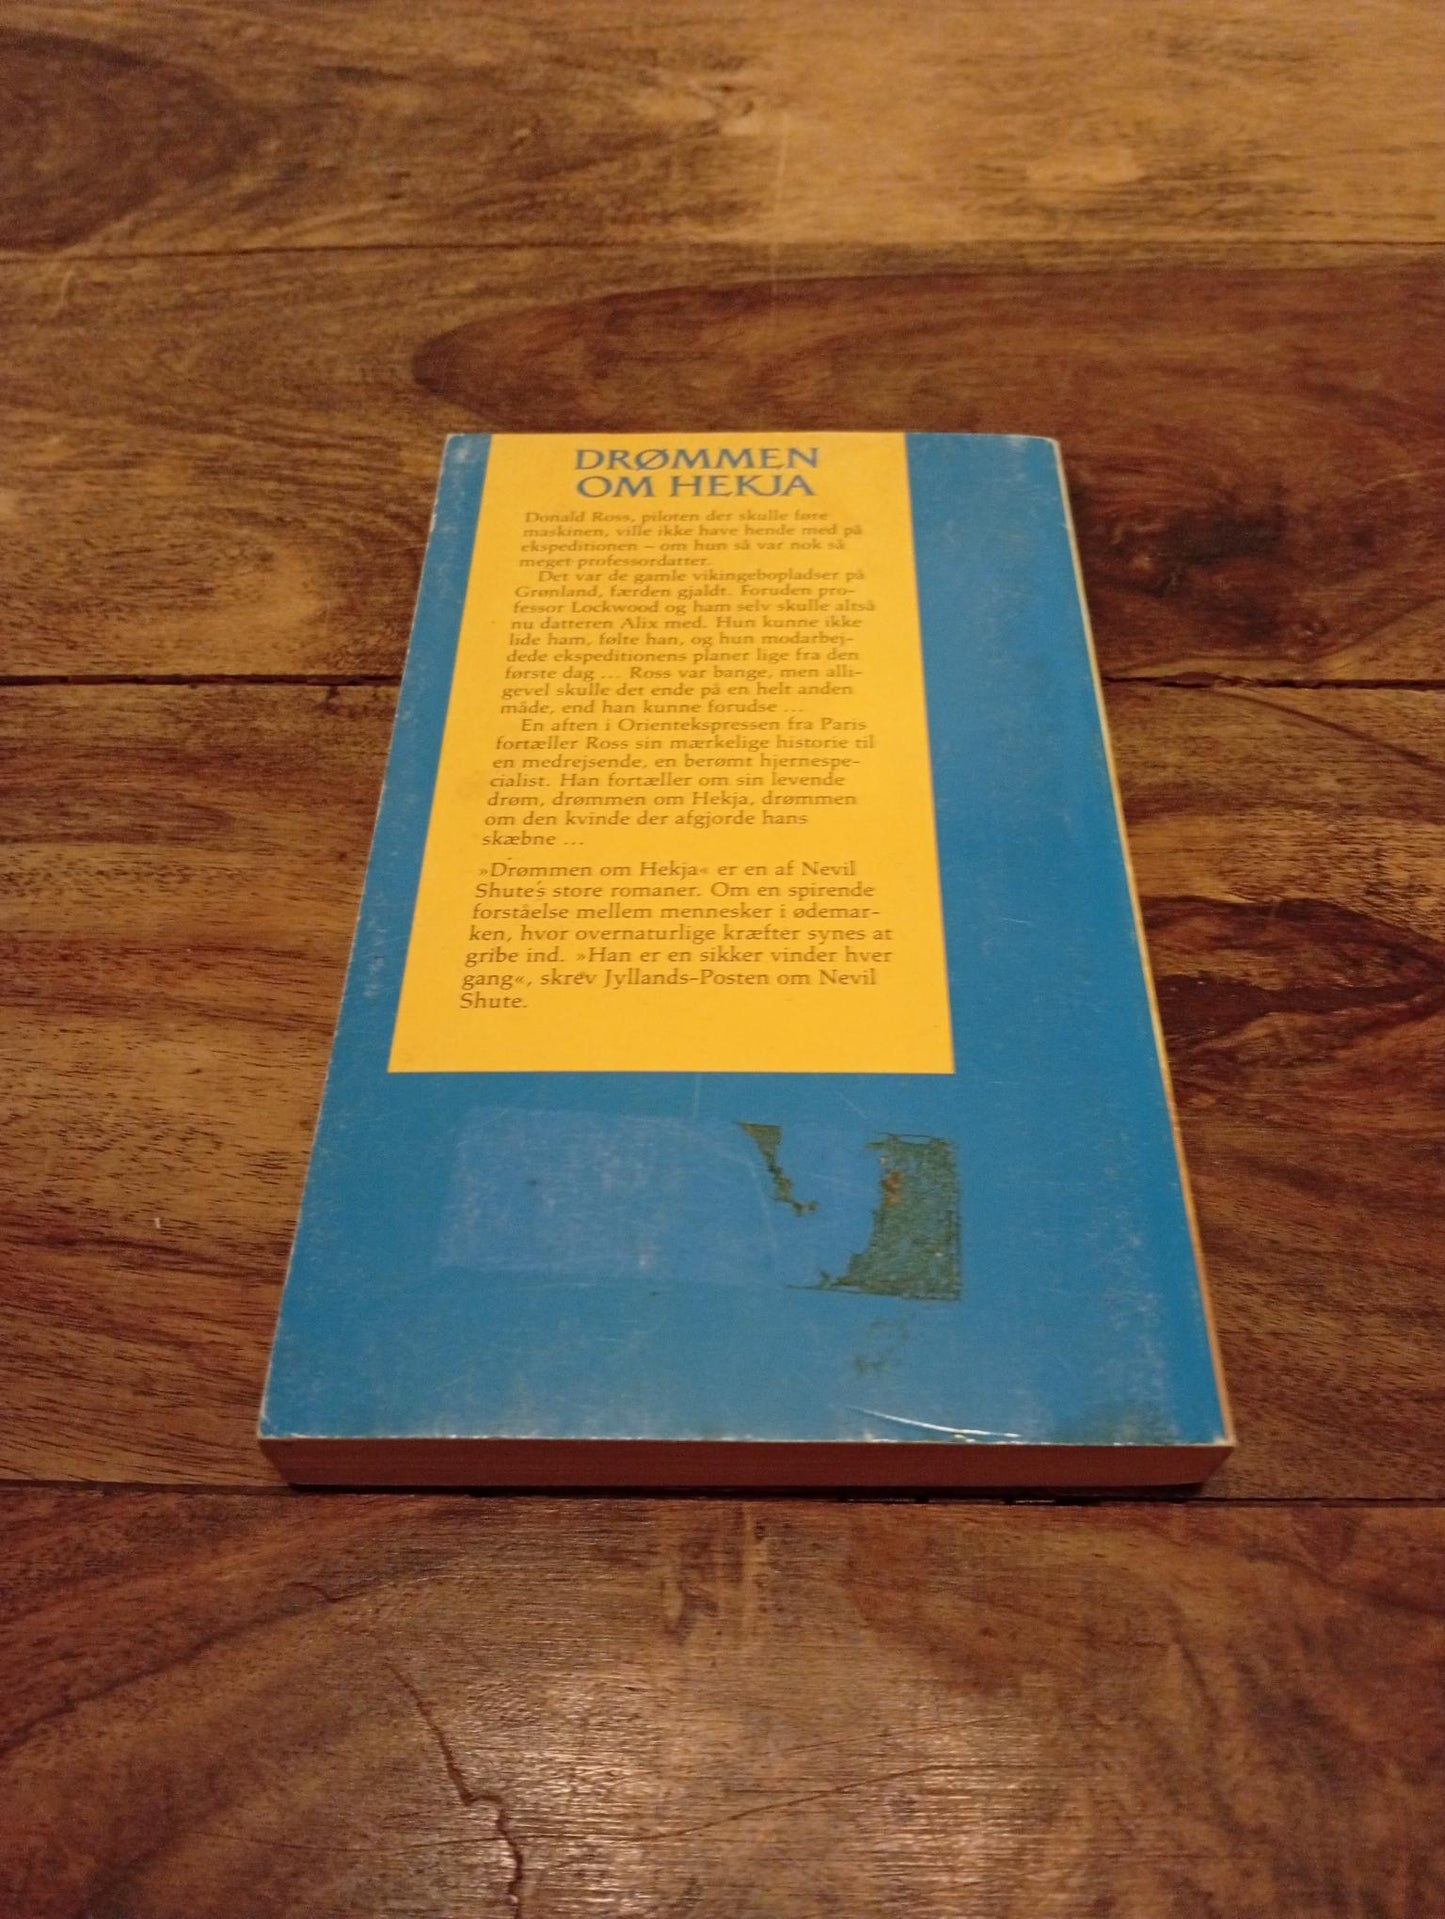 DRØMMEN
OM HEKJA
Donald Ross, piloten der skulle føre
maskinen, ville ikke have hende med på
ekspeditionen – om hun så var nok så
meget professordatter.
Det var de gamle vikingebopladser på
Grønland, færden gjaldt. Foruden pro-
fessor Lockwood og ham selv skulle altså
nu datteren Alix med. Hun kunne ikke
lide ham, følte han, og hun modarbej-
dede ekspeditionens planer lige fra den
første dag ... Ross var bange, men alli-
gevel skulle det ende på en helt anden
måde, end han kunne forudse ...
En aften i Orientekspressen fra Paris
fortæller Ross sin mærkelige historie til
en medrejsende, en berømt hjernespe-
cialist. Han fortæller om sin levende
drøm, drømmen om Hekja, drømmen
om den kvinde der afgjorde hans
skæbne ...
»Drømmen om Hekja« er en af Nevil
Shute's store romaner. Om en spirende
forståelse mellem mennesker i ødemar-
ken, hvor overnaturlige kræfter synes at
gribe ind. »Han er en sikker vinder hver
gang«, skrev Jyllands-Posten om Nevil
Shute.